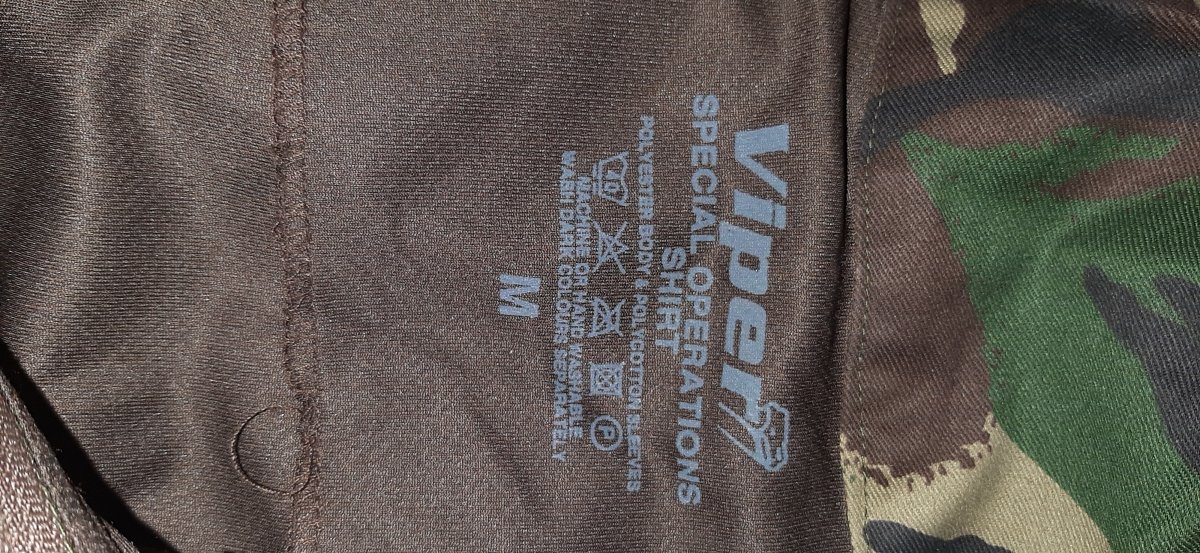 Viper
SPECIAL OPERATIONS
SHIRT
POLYESTER BODY & POLYCOTTON SLEEVES
40
P
MACHINE OR HAND WASHABLE
WASH DARK COLOURS SEPARATELY
M